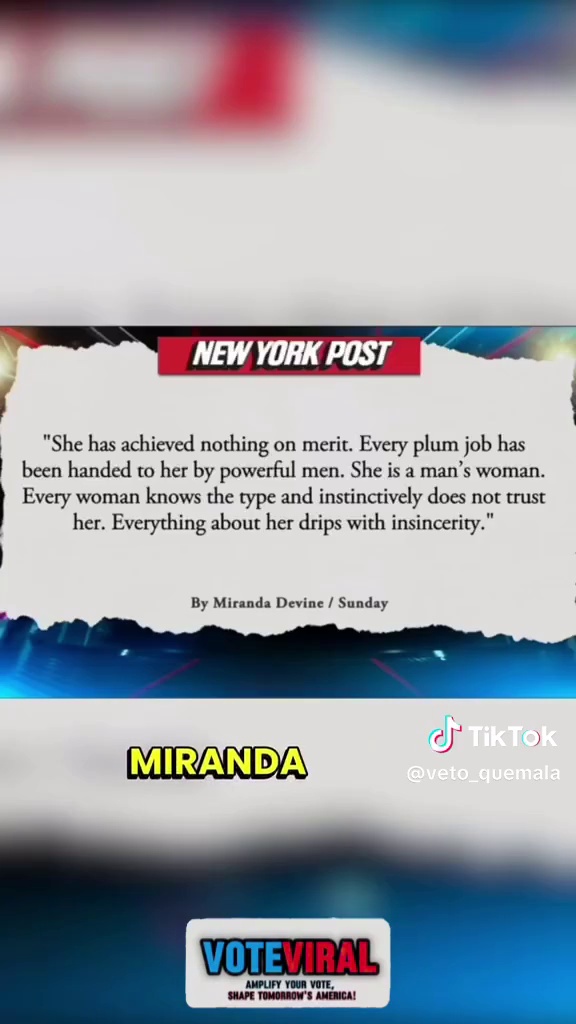 NEW YORK POST
"She has achieved nothing on merit. Every plum job has
been handed to her by powerful men. She is a man's woman.
Every woman knows the type and instinctively does not trust
her. Everything about her drips with insincerity."
By Miranda Devine / Sunday
TikTok
MIRANDA
@veto_quemala
VOTEVIRAL
AMPLIFY YOUR VOTE,
SHAPE TOMORROW'S AMERICA!